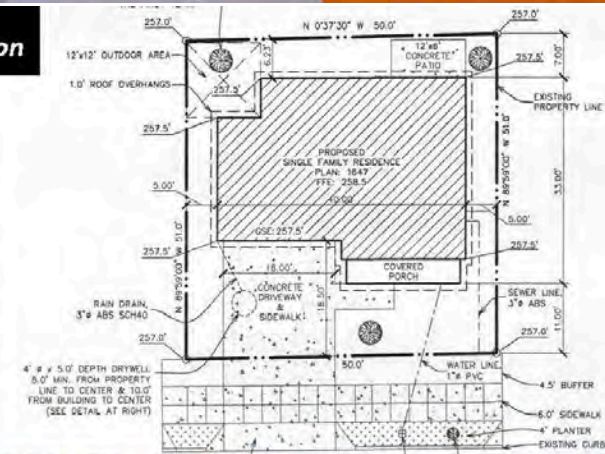 on
257.0'
N 0'37'30" W 50.0'
257.0'
12'x12' OUTDOOR AREA
6.23'
12'x6'
CONCRETE
PATIO
7.00'
1.0' ROOF OVERHANGS
257.5'
257.5'
EXISTING
PROPERTY LINE
257.5'
PROPOSED
SINGLE FAMILY RESIDENCE
PLAN: 1647
FFE: 258.5
N 89'59'00" W 51.0'
33.00'
5.00'
40.00'
5.00'
GSE: 257.5'
257.5'
257.5'
N 89'59'00" W 51.0'
16.00'
COVERED
PORCH
RAIN DRAIN,
3"ø ABS SCH40
CONCRETE
DRIVEWAY
&
SIDEWALK
18.50'
SEWER LINE,
3"ø ABS
11.00'
257.0'
257.0'
4' ø x 5.0' DEPTH DRYWELL
5.0' MIN. FROM PROPERTY
LINE TO CENTER & 10.0'
FROM BUILDING TO CENTER
(SEE DETAIL AT RIGHT)
50.0'
WATER LINE,
1"ø PVC
4.5' BUFFER
6.0' SIDEWALK
4' PLANTER
EXISTING CURB